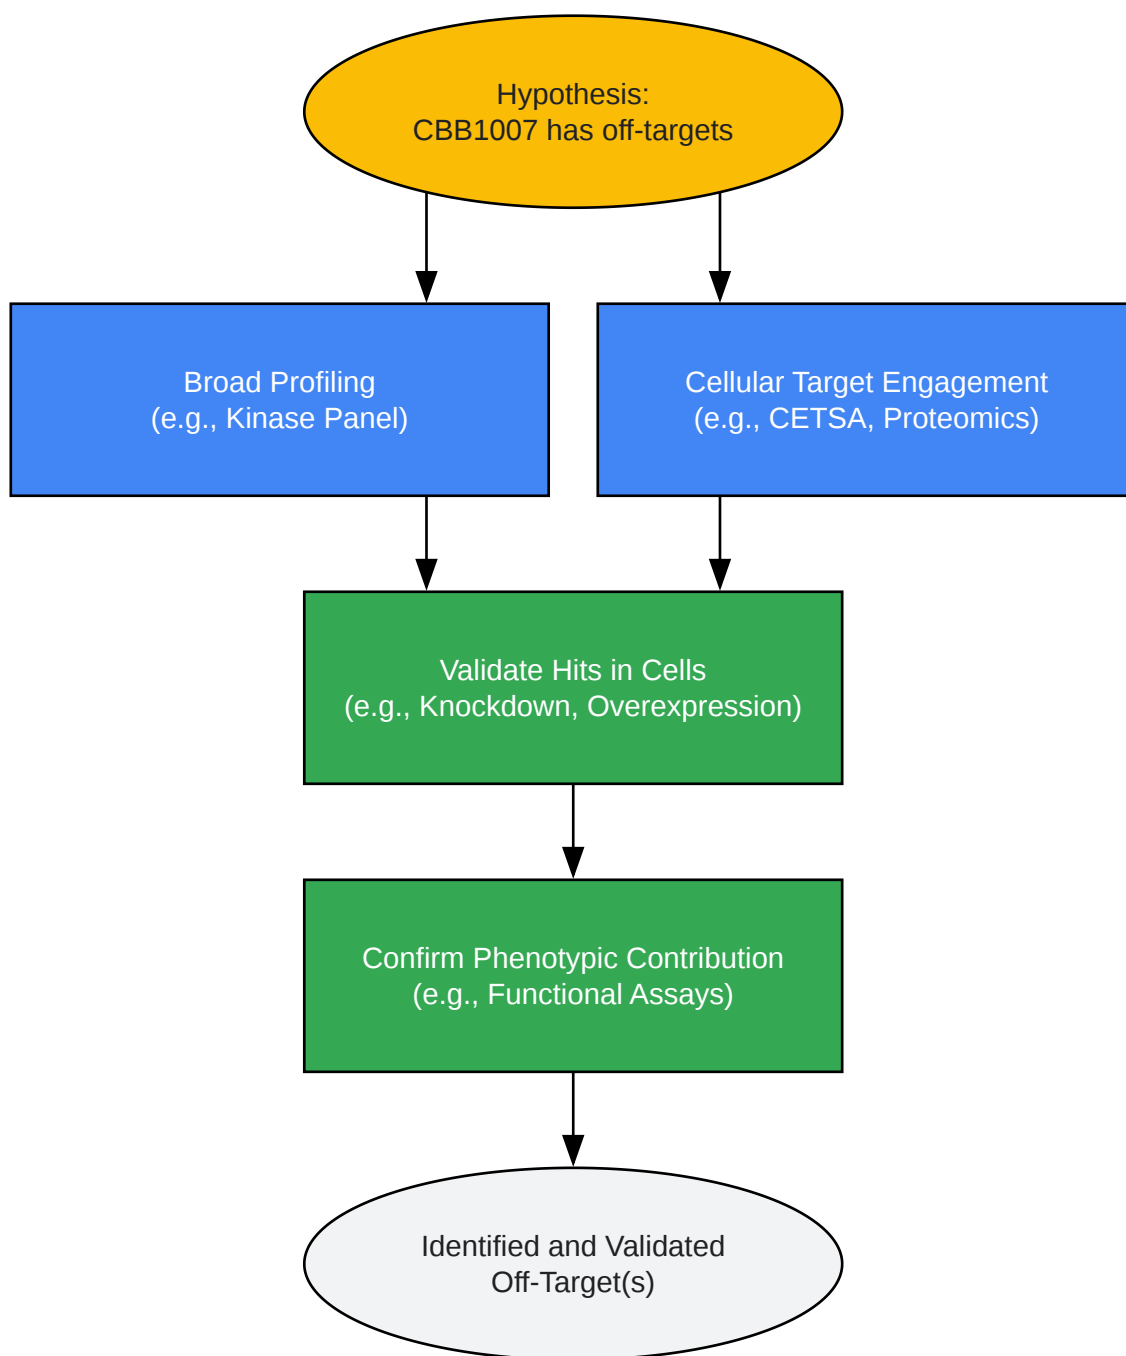 Hypothesis:
CBB1007 has off-targets
Broad Profiling
(e.g., Kinase Panel)
Cellular Target Engagement
(e.g., CETSA, Proteomics)
Validate Hits in Cells
(e.g., Knockdown, Overexpression)
Confirm Phenotypic Contribution
(e.g., Functional Assays)
Identified and Validated
Off-Target(s)